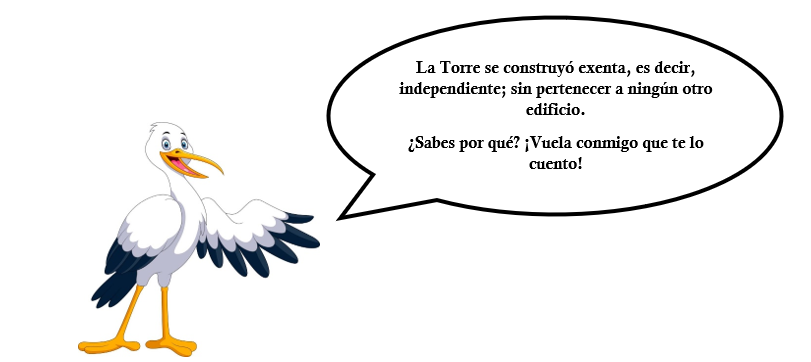 La Torre se construyó exenta, es decir,
independiente; sin pertenecer a ningún otro
edificio.
¿Sabes por qué? ¡Vuela conmigo que te lo
cuento!